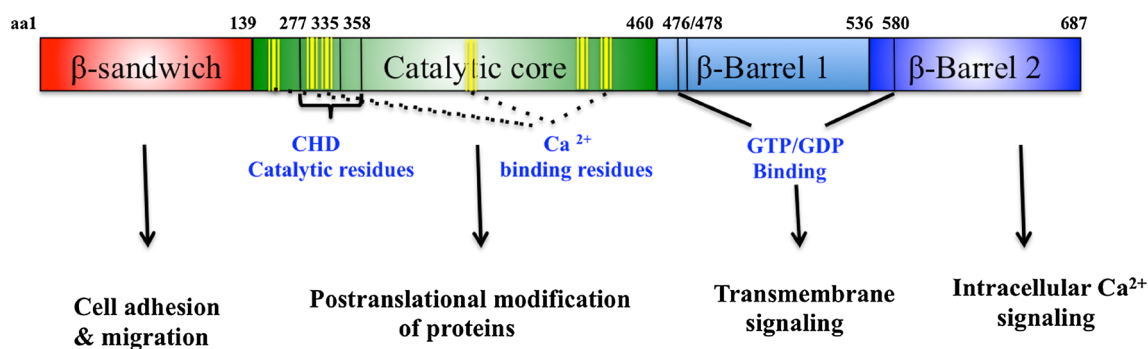 aa1 139 277 335 358 460 476/478 536 580 687
β-sandwich Catalytic core β-Barrel 1 β-Barrel 2
CHD
Catalytic residues
Ca 2+
binding residues
GTP/GDP
Binding
Cell adhesion
& migration
Postranslational modification
of proteins
Transmembrane
signaling
Intracellular Ca2+
signaling